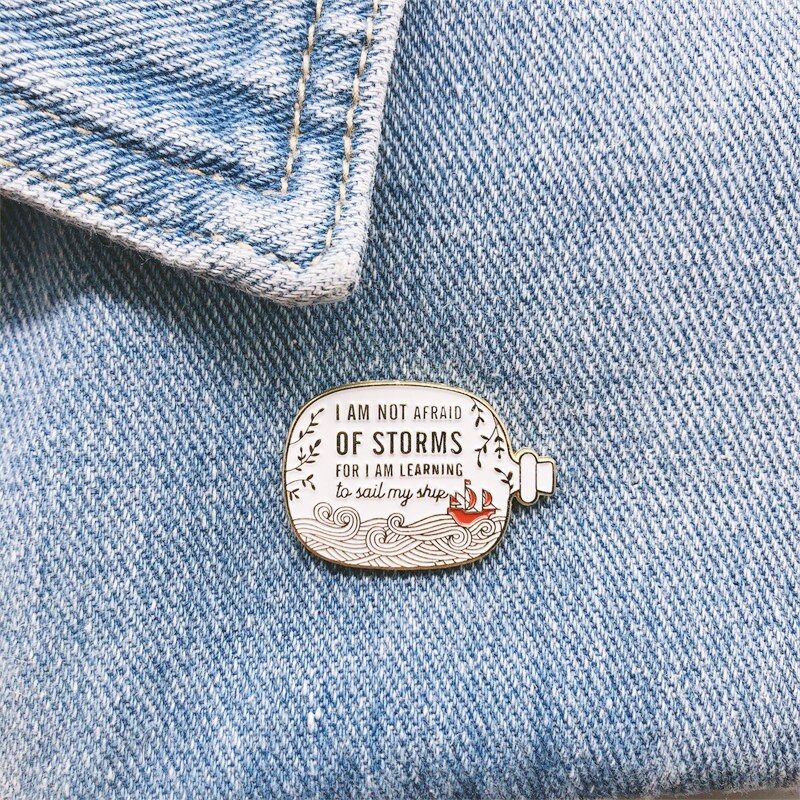 I AM NOT AFRAID
OF STORMS
FOR I AM LEARNING
to sail my ship